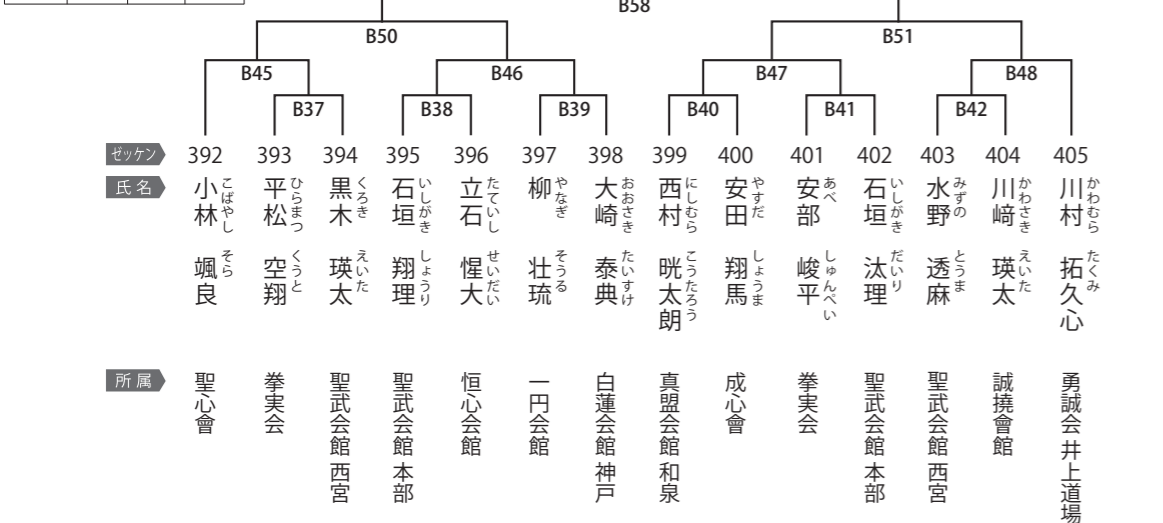 B58
B50
B51
B45
B46
B47
B48
B37
B38
B39
B40
B41
B42
ゼッケン
392
393
394
395
396
397
398
399
400
401
402
403
404
405
氏名
小林 颯良
こばやし そら
平松 空翔
ひらまつ くうと
黒木 瑛太
くろき えいた
石垣 翔理
いしがき しょうり
立石 惺大
たていし せいだい
柳 壮琉
やなぎ そうる
大崎 泰典
おおさき たいすけ
西村 晄太朗
にしむら こうたろう
安田 翔馬
やすだ しょうま
安部 峻平
あべ しゅんぺい
石垣 汰理
いしがき だいり
水野 透麻
みずの とうま
川﨑 瑛太
かわさき えいた
川村 拓久心
かわむら たくみ
所属
聖心會
拳実会
聖武会館 西宮
聖武会館 本部
恒心会館
一円会館
白蓮会館 神戸
真盟会館 和泉
成心會
拳実会
聖武会館 本部
聖武会館 西宮
誠撓會館
勇誠会 井上道場